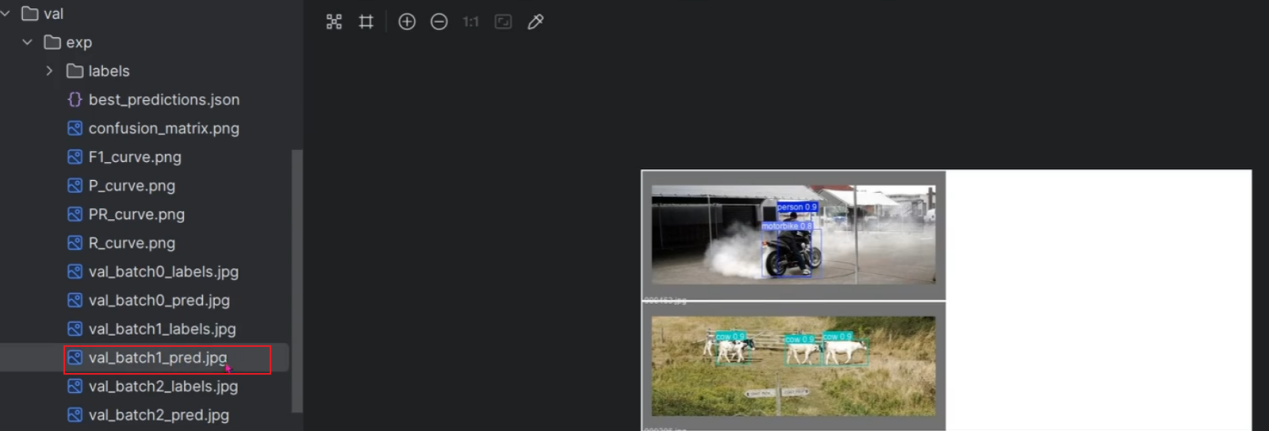 val
exp
labels
best_predictions.json
confusion_matrix.png
F1_curve.png
P_curve.png
PR_curve.png
R_curve.png
val_batch0_labels.jpg
val_batch0_pred.jpg
val_batch1_labels.jpg
val_batch1_pred.jpg
val_batch2_labels.jpg
val_batch2_pred.jpg
1:1
person 0.9
motorbike 0.8
cow 0.9
cow 0.9
cow 0.9